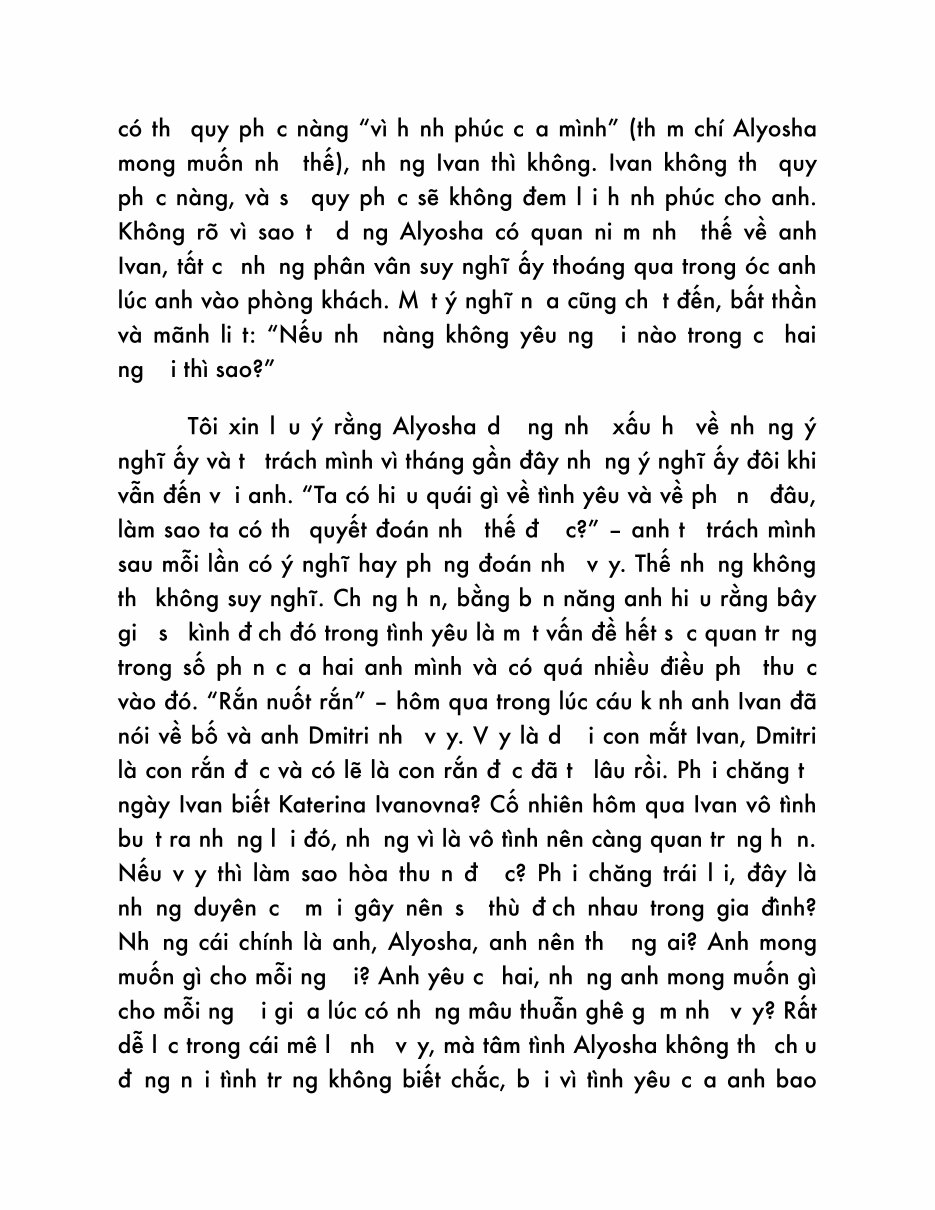 có th quy ph c nàng “vì h nh phúc c a mình” (th m chí Alyosha
mong muốn nh thế), nh ng Ivan thì không. Ivan không th quy
ph c nàng, và s quy ph c sẽ không đem l i h nh phúc cho anh.
Không rõ vì sao t d ng Alyosha có quan ni m nh thế về anh
Ivan, tất c nh ng phân vân suy nghĩ ấy thoáng qua trong óc anh
lúc anh vào phòng khách. M t ý nghĩ n a cũng ch t đến, bất thần
và mãnh li t: “Nếu nh nàng không yêu ng i nào trong c hai
ng i thì sao?”
Tôi xin l u ý rằng Alyosha d ng nh xấu h về nh ng ý
nghĩ ấy và t trách mình vì tháng gần đây nh ng ý nghĩ ấy đôi khi
vẫn đến v i anh. “Ta có hi u quái gì về tình yêu và về ph n đâu,
làm sao ta có th quyết đoán nh thế đ c?” – anh t trách mình
sau mỗi lần có ý nghĩ hay ph ng đoán nh v y. Thế nh ng không
th không suy nghĩ. Ch ng h n, bằng b n năng anh hi u rằng bây
gi s kình đ ch đó trong tình yêu là m t vấn đề hết s c quan tr ng
trong số ph n c a hai anh mình và có quá nhiều điều ph thu c
vào đó. “Rắn nuốt rắn” – hôm qua trong lúc cáu k nh anh Ivan đã
nói về bố và anh Dmitri nh v y. V y là d i con mắt Ivan, Dmitri
là con rắn đ c và có lẽ là con rắn đ c đã t lâu rồi. Ph i chăng t
ngày Ivan biết Katerina Ivanovna? Cố nhiên hôm qua Ivan vô tình
bu t ra nh ng l i đó, nh ng vì là vô tình nên càng quan tr ng h n.
Nếu v y thì làm sao hòa thu n đ c? Ph i chăng trái l i, đây là
nh ng duyên c m i gây nên s thù đ ch nhau trong gia đình?
Nh ng cái chính là anh, Alyosha, anh nên th ng ai? Anh mong
muốn gì cho mỗi ng i? Anh yêu c hai, nh ng anh mong muốn gì
cho mỗi ng i gi a lúc có nh ng mâu thuẫn ghê g m nh v y? Rất
dễ l c trong cái mê l nh v y, mà tâm tình Alyosha không th ch u
đ ng n i tình tr ng không biết chắc, b i vì tình yêu c a anh bao